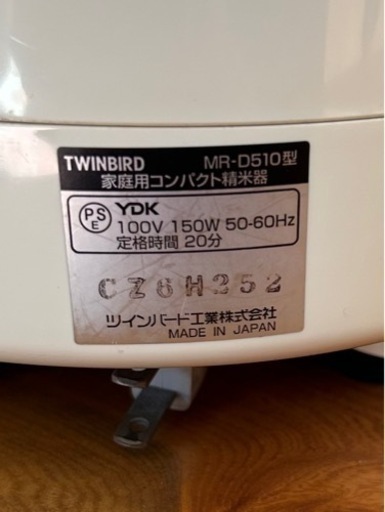 TWINBIRD MR-D510型
家庭用コンパクト精米器
PSE YDK
100V 150W 50-60Hz
定格時間 20分
CZ6H252
ツインバード工業株式会社
MADE IN JAPAN